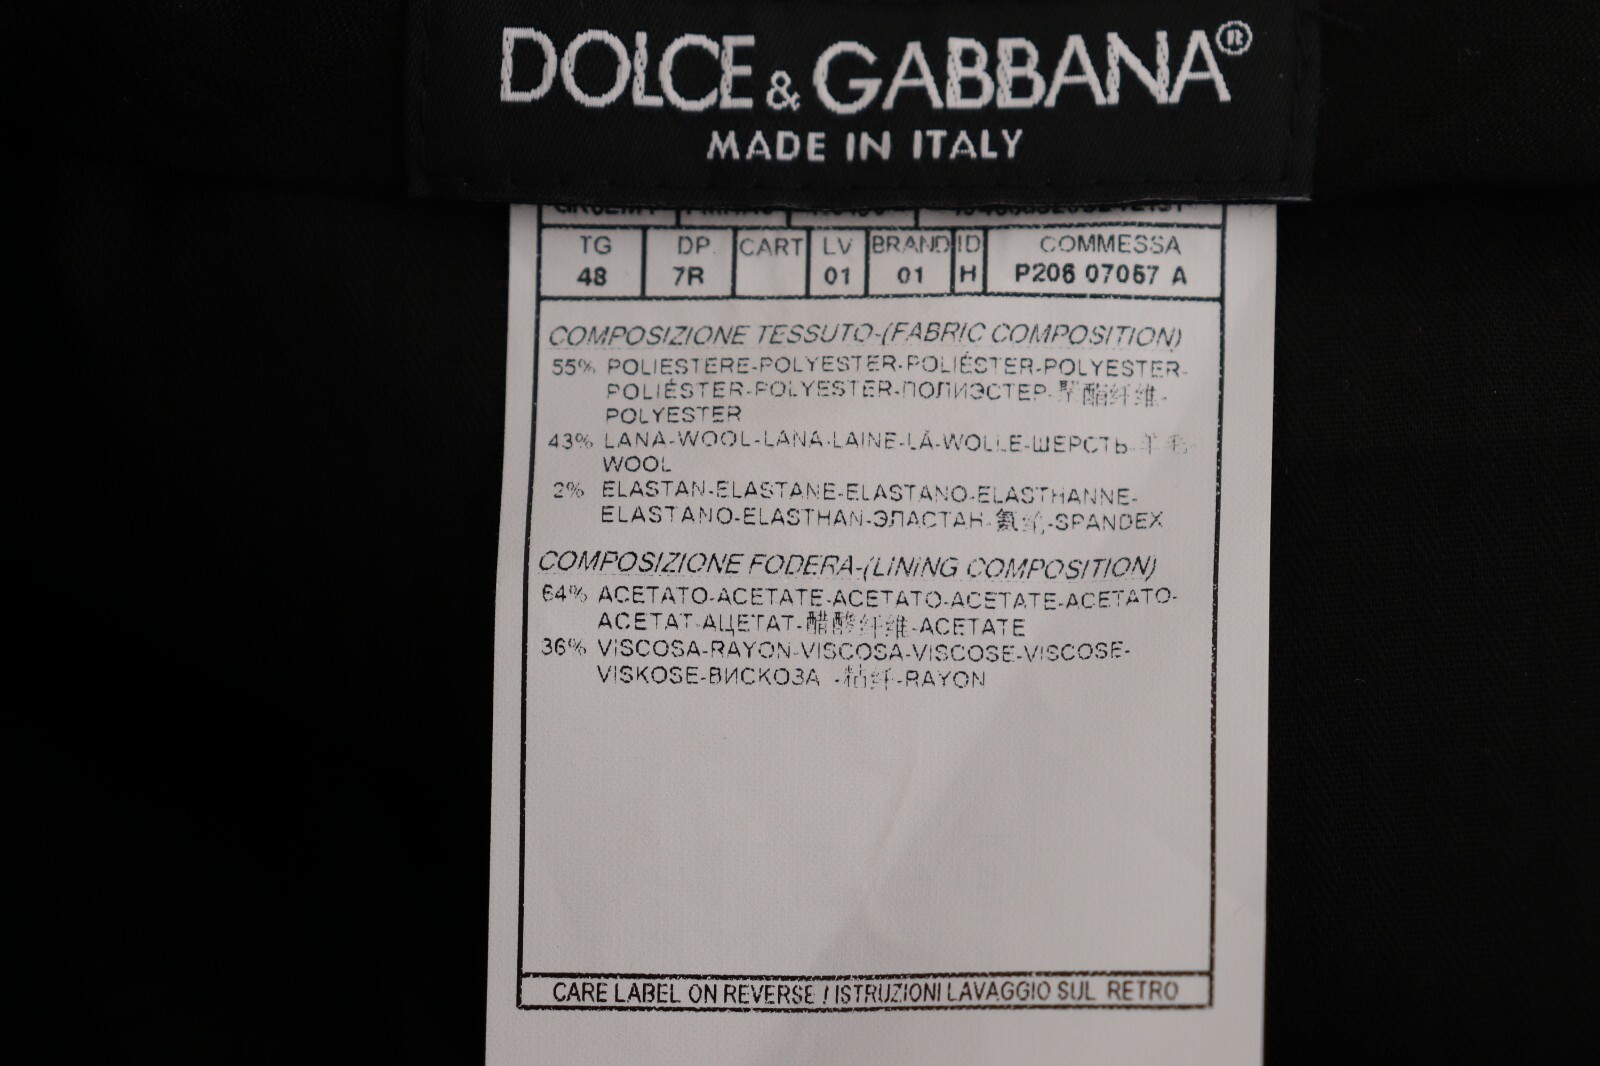 DOLCE & GABBANA®
MADE IN ITALY
TG DP. CART LV BRAND ID COMMESSA
48 7R 01 01 H P206 07067 A
COMPOSIZIONE TESSUTO-(FABRIC COMPOSITION)
55% POLIESTERE-POLYESTER-POLIÉSTER-POLYESTER-
POLIÉSTER-POLYESTER-ПОЛИЭСТЕР-聚酯纤维-
POLYESTER
43% LANA-WOOL-LANA-LAINE-LÃ-WOLLE-ШЕРСТЬ-羊毛-
WOOL
2% ELASTAN-ELASTANE-ELASTANO-ELASTHANNE-
ELASTANO-ELASTHAN-ЭЛАСТАН-氨纶-SPANDEX
COMPOSIZIONE FODERA-(LINING COMPOSITION)
64% ACETATO-ACETATE-ACETATO-ACETATE-ACETATO-
ACETAT-АЦЕТАТ-醋酸纤维-ACETATE
36% VISCOSA-RAYON-VISCOSA-VISCOSE-VISCOSE-
VISKOSE-ВИСКОЗА -粘纤-RAYON
CARE LABEL ON REVERSE / ISTRUZIONI LAVAGGIO SUL RETRO